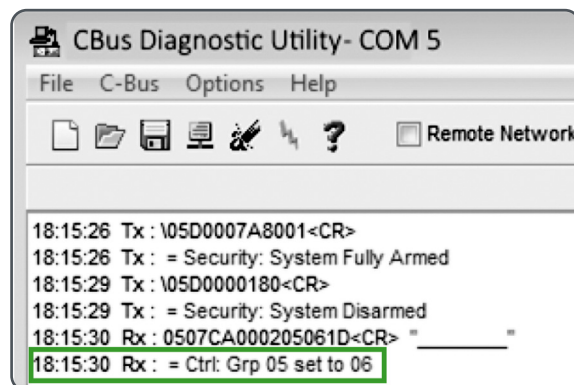 CBus Diagnostic Utility- COM 5
File C-Bus Options Help
Remote Network
18:15:26 Tx : \05D0007A8001<CR>
18:15:26 Tx : = Security: System Fully Armed
18:15:29 Tx : \05D0000180<CR>
18:15:29 Tx : = Security: System Disarmed
18:15:30 Rx : 0507CA000205061D<CR> "________"
18:15:30 Rx : = Ctrl: Grp 05 set to 06